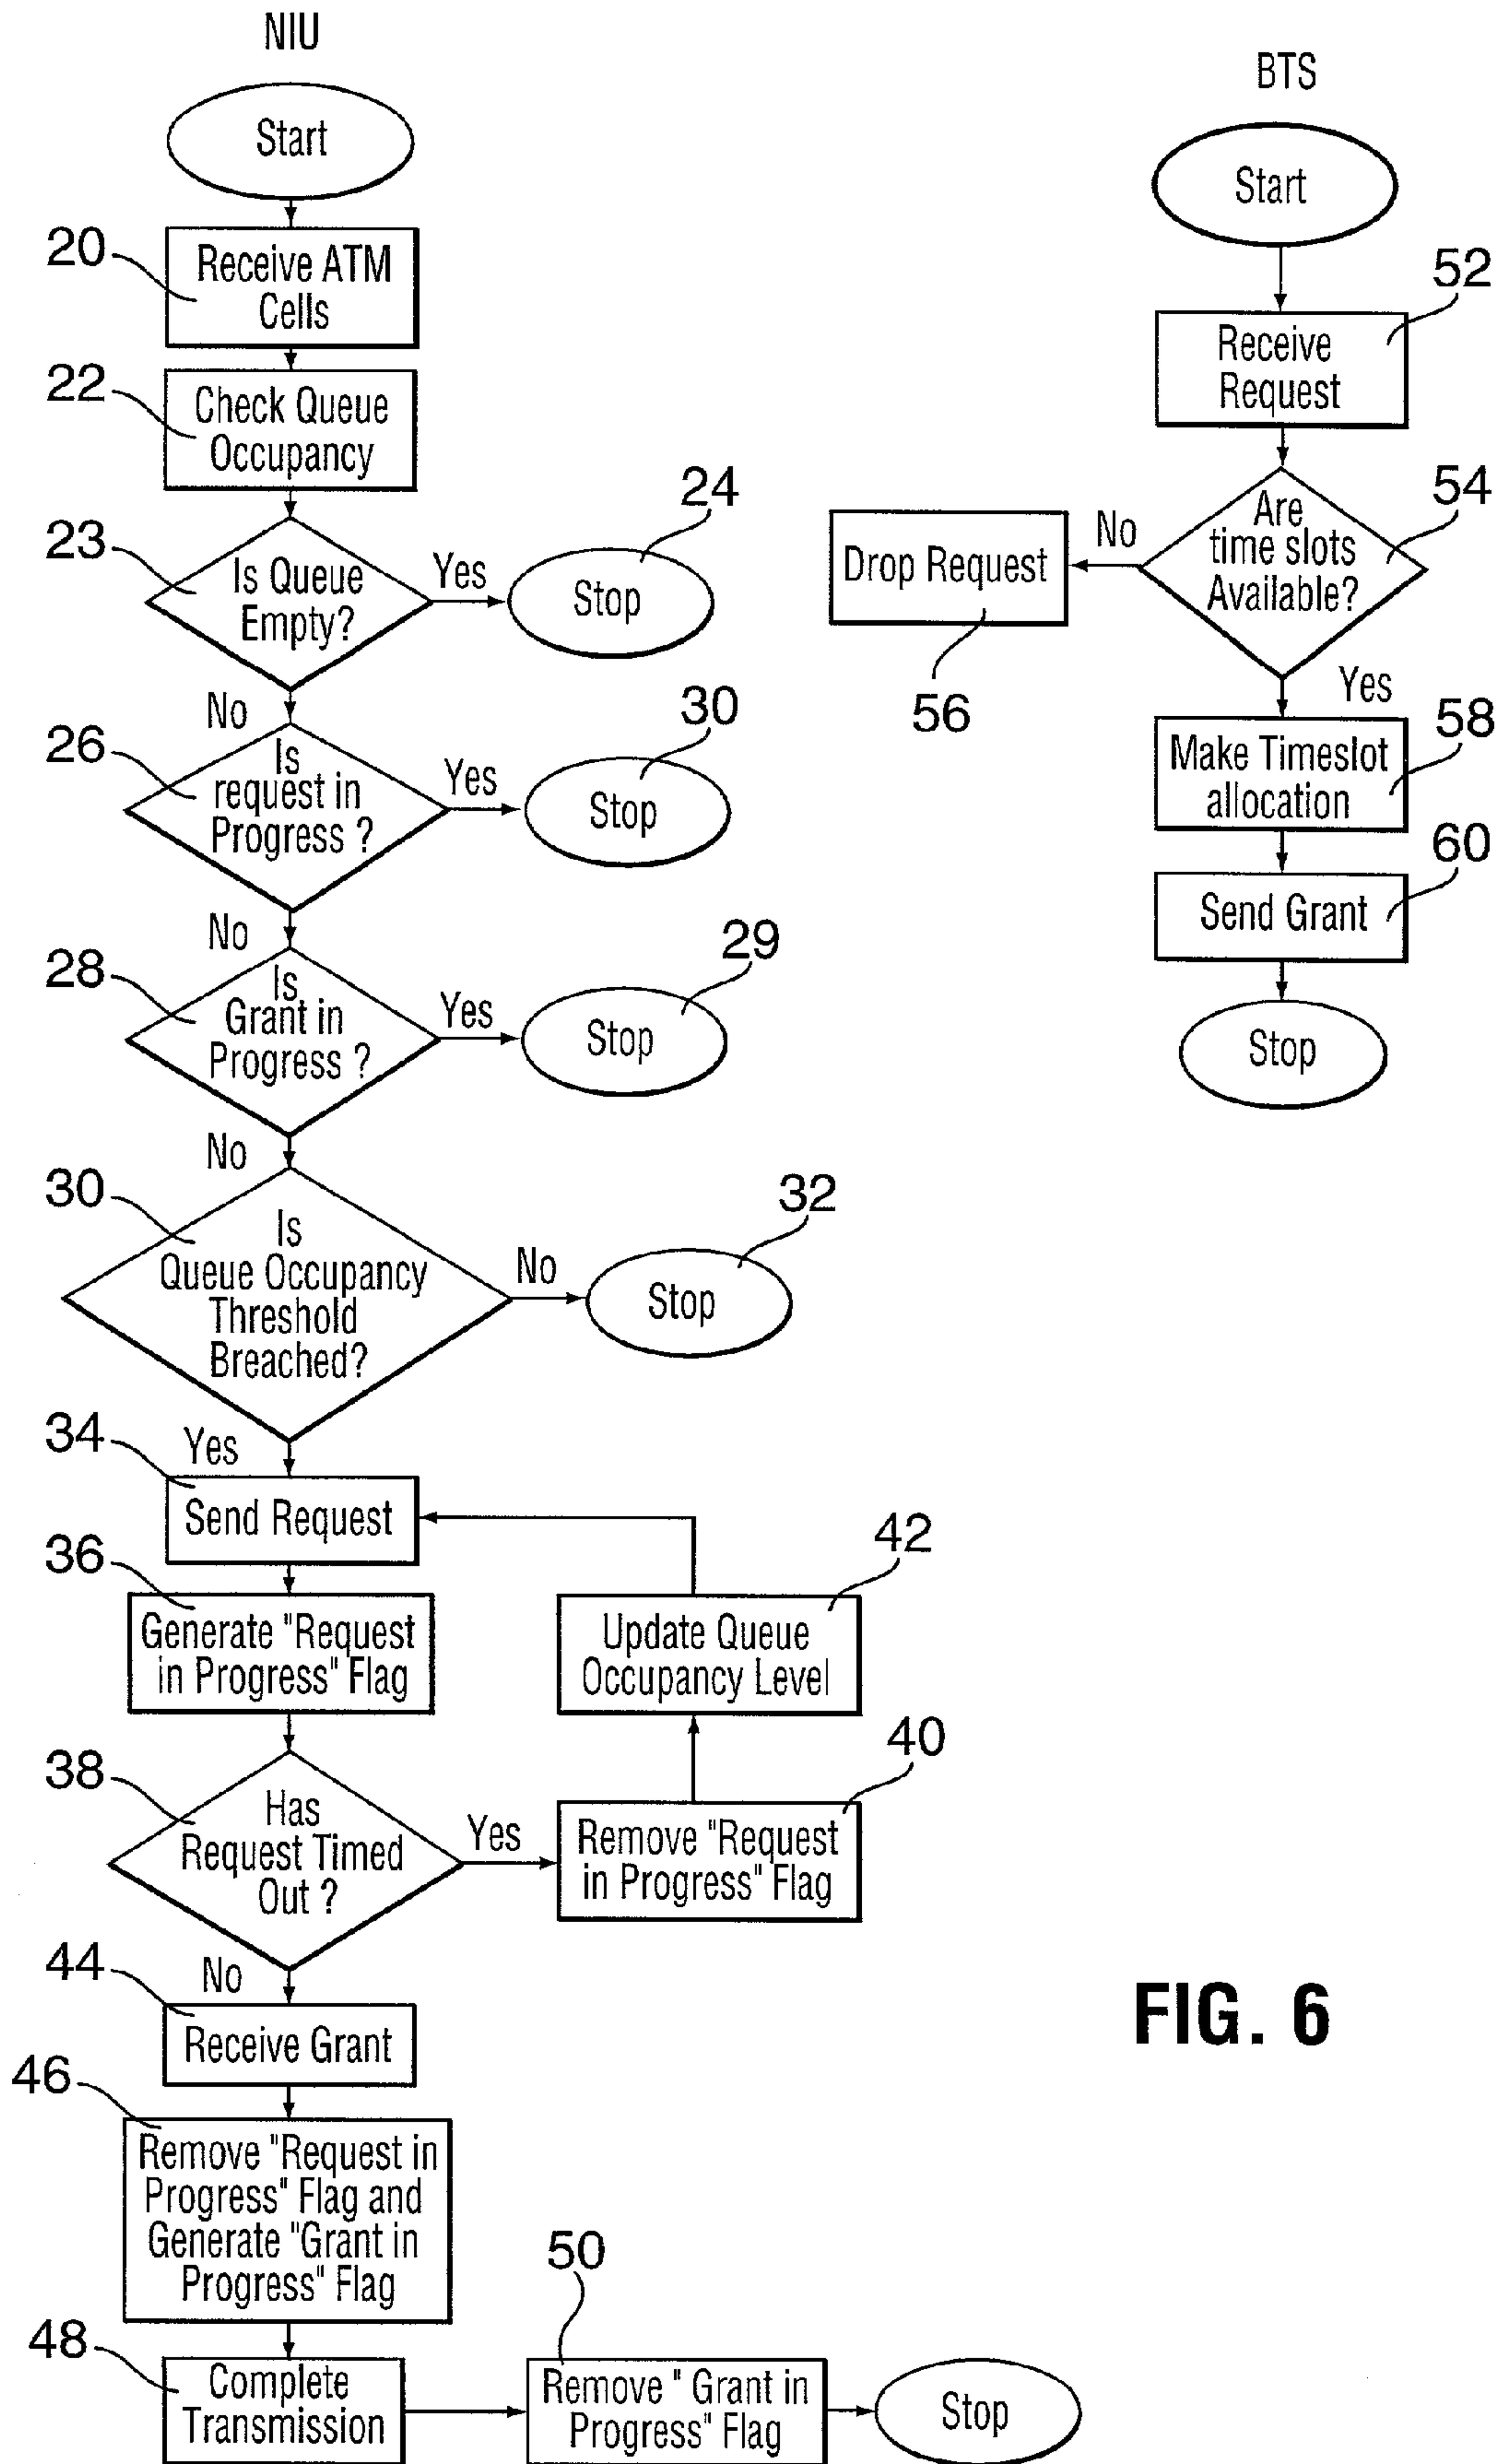 NIU
Start
20
Receive ATM
Cells
22
Check Queue
Occupancy
23
Is Queue
Empty?
Yes
24
Stop
No
26
Is
request in
Progress ?
Yes
30
Stop
No
28
Is
Grant in
Progress ?
Yes
29
Stop
No
30
Is
Queue Occupancy
Threshold
Breached?
No
32
Stop
Yes
34
Send Request
36
Generate "Request
in Progress" Flag
42
Update Queue
Occupancy Level
38
Has
Request Timed
Out ?
Yes
40
Remove "Request
in Progress" Flag
No
44
Receive Grant
46
Remove "Request in
Progress" Flag and
Generate "Grant in
Progress" Flag
48
Complete
Transmission
50
Remove " Grant in
Progress" Flag
Stop
BTS
Start
52
Receive
Request
54
Are
time slots
Available?
No
Drop Request
56
Yes
58
Make Timeslot
allocation
60
Send Grant
Stop
FIG. 6